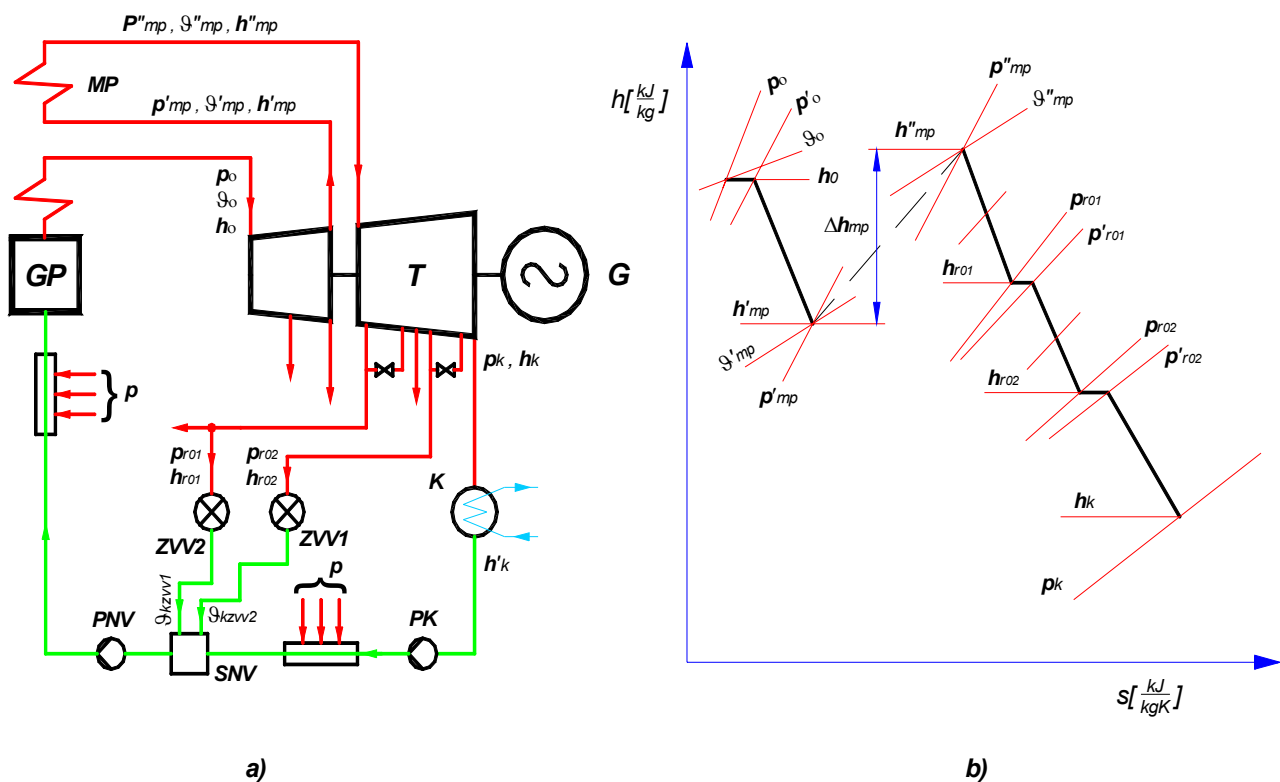 P"mp , ϑ"mp , h"mp
MP
p'mp , ϑ'mp , h'mp
po
ϑo
ho
GP
T
G
pk , hk
p
pr01
hr01
pr02
hr02
K
ZVV2
ZVV1
h'k
ϑkzvv1
ϑkzvv2
p
PNV
SNV
PK
a)
h[kJ/kg]
po
p'o
ϑo
h0
p"mp
ϑ"mp
h"mp
Δhmp
pr01
p'r01
hr01
h'mp
ϑ'mp
p'mp
pr02
p'r02
hr02
hk
pk
s[kJ/kgK]
b)